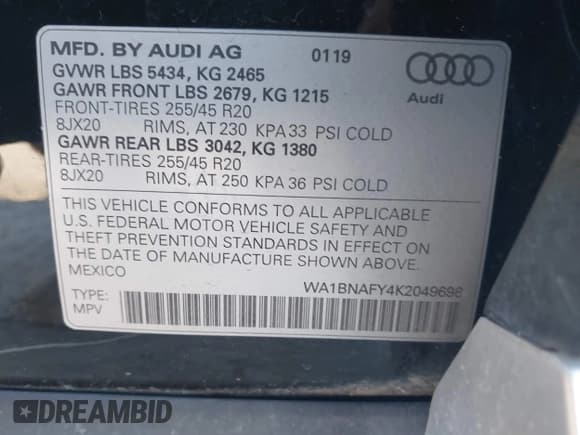 MFD. BY AUDI AG 0119
GVWR LBS 5434, KG 2465
GAWR FRONT LBS 2679, KG 1215
FRONT-TIRES 255/45 R20
8JX20 RIMS, AT 230 KPA 33 PSI COLD
GAWR REAR LBS 3042, KG 1380
REAR-TIRES 255/45 R20
8JX20 RIMS, AT 250 KPA 36 PSI COLD
Audi
THIS VEHICLE CONFORMS TO ALL APPLICABLE
U.S. FEDERAL MOTOR VEHICLE SAFETY AND
THEFT PREVENTION STANDARDS IN EFFECT ON
THE DATE OF MANUFACTURE SHOWN ABOVE.
MEXICO
WA1BNAFY4K2049698
TYPE:
MPV
DREAMBID